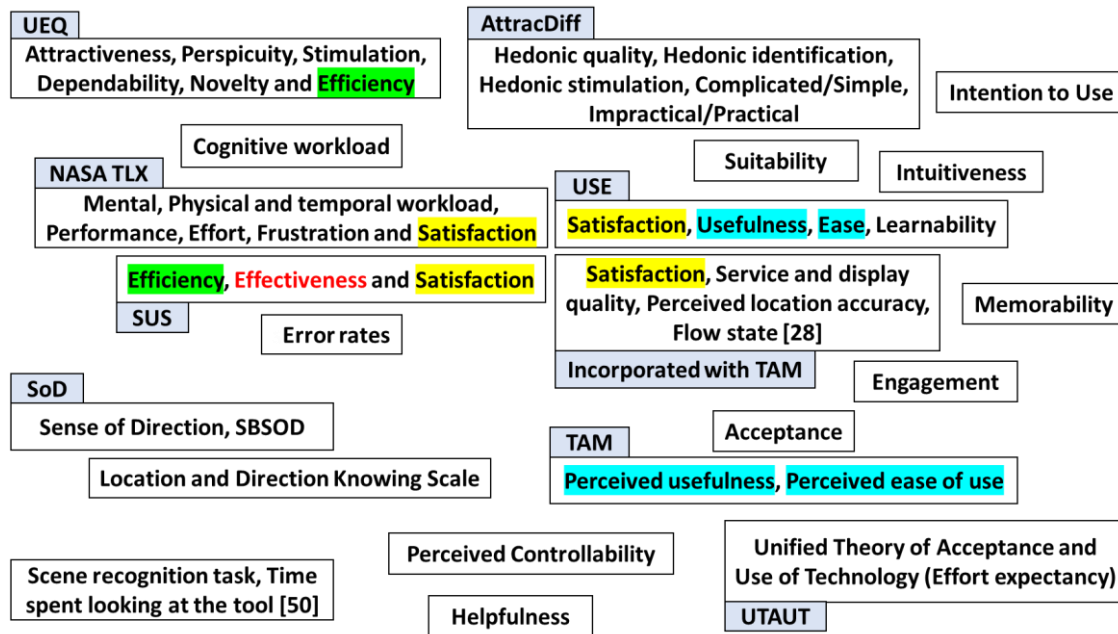 UEQ
Attractiveness, Perspicuity, Stimulation,
Dependability, Novelty and Efficiency
AttracDiff
Hedonic quality, Hedonic identification,
Hedonic stimulation, Complicated/Simple,
Impractical/Practical
Intention to Use
Cognitive workload
Suitability
Intuitiveness
NASA TLX
Mental, Physical and temporal workload,
Performance, Effort, Frustration and Satisfaction
USE
Satisfaction, Usefulness, Ease, Learnability
Efficiency, Effectiveness and Satisfaction
SUS
Satisfaction, Service and display
quality, Perceived location accuracy,
Flow state [28]
Incorporated with TAM
Memorability
Error rates
Engagement
SoD
Sense of Direction, SBSOD
Acceptance
TAM
Perceived usefulness, Perceived ease of use
Location and Direction Knowing Scale
Perceived Controllability
Unified Theory of Acceptance and
Use of Technology (Effort expectancy)
UTAUT
Scene recognition task, Time
spent looking at the tool [50]
Helpfulness